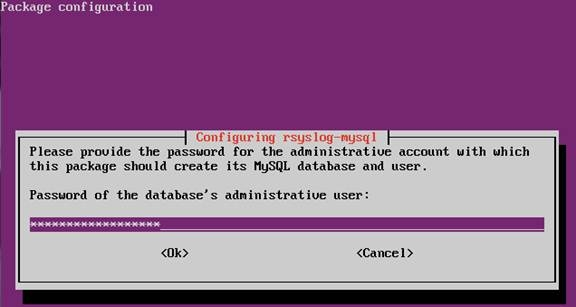 Package configuration
Configuring rsyslog-mysql
Please provide the password for the administrative account with which
this package should create its MySQL database and user.
Password of the database's administrative user:
******************
<Ok> <Cancel>